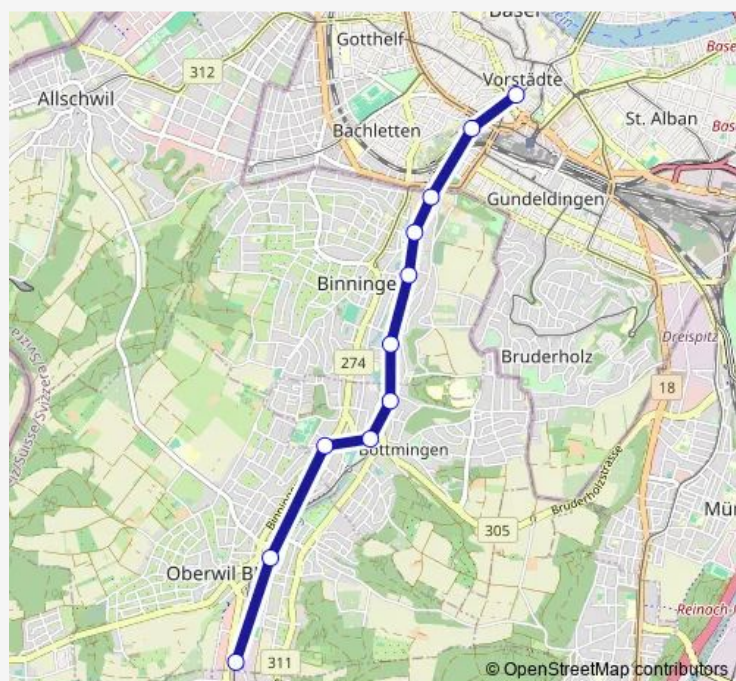 Basel
Gotthelf
312
Vorstädte
Allschwil
St. Alban
Bachletten
Gundeldingen
Binninge
Dreispitz
274
Bruderholz
18
Bottmingen
Bruderholzstrasse
305
Oberwil B
Reinach-
311
© OpenStreetMap contributors